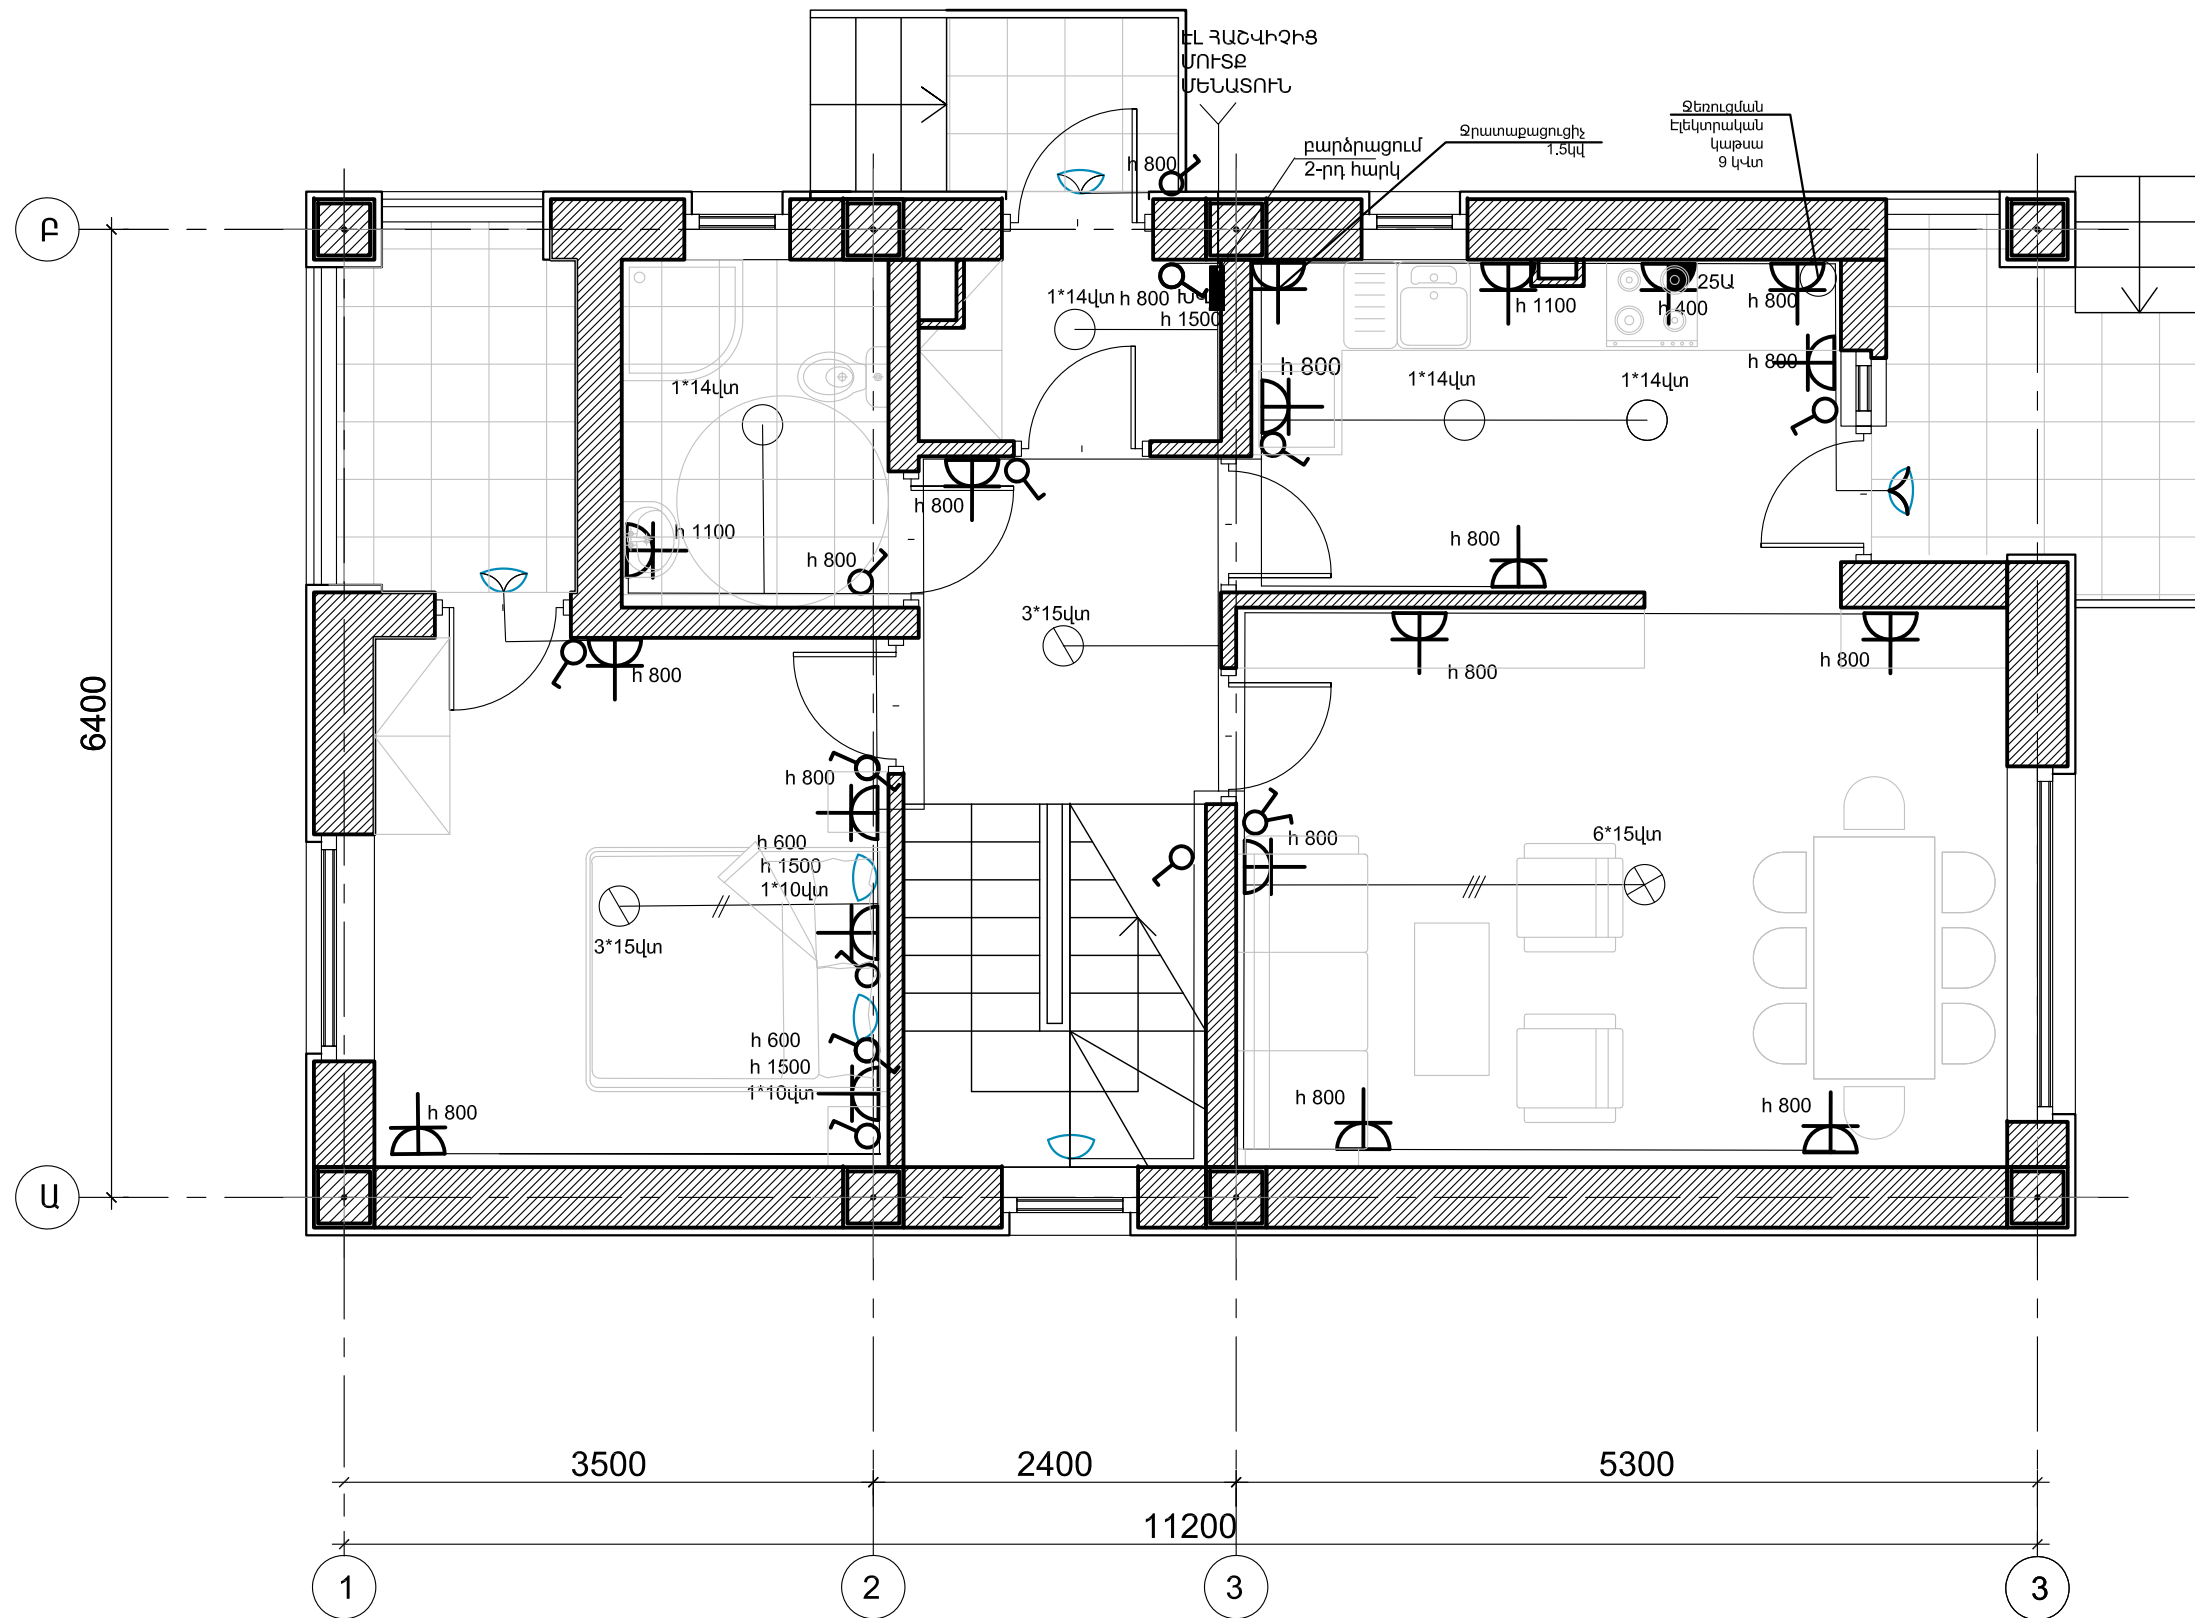 ԷԼ ՀԱՇՎԻՉԻՑ
ՄՈՒՏՔ
ՄԵՆԱՏՈՒՆ
Ջեռուցման
Էլեկտրական
կաթսա
9 կՎտ
Ջրատաքացուցիչ
1.5կվ
բարձրացում
2-րդ հարկ
h 800
Բ
1*14վտ
h 800
h 1500
h 1100
25Ա
h 400
h 800
h 800
h 800
1*14վտ
1*14վտ
1*14վտ
h 800
h 1100
h 800
h 800
3*15վտ
h 800
h 800
h 800
6400
h 800
h 600
h 1500
1*10վտ
3*15վտ
h 800
6*15վտ
h 600
h 1500
1*10վտ
h 800
h 800
h 800
Ա
3500
2400
5300
11200
1
2
3
3